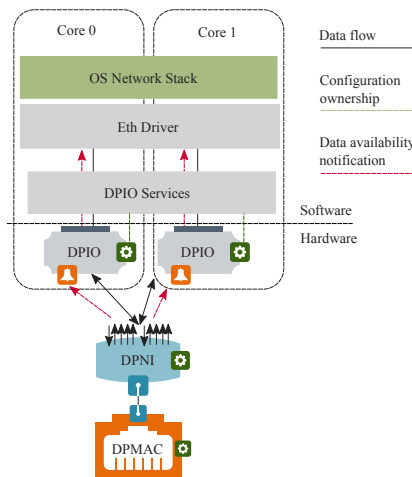 Core 0
Core 1
Data flow
OS Network Stack
Configuration
ownership
Eth Driver
Data availability
notification
DPIO Services
Software
Hardware
DPIO
DPIO
DPNI
DPMAC